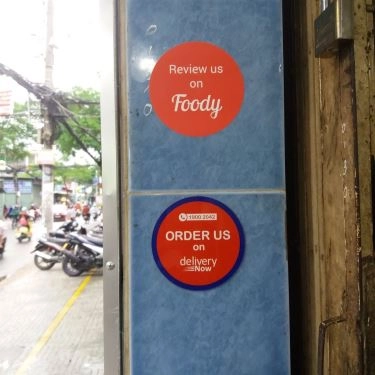 Review us
on
Foody
1900 2042
ORDER US
on
delivery
Now